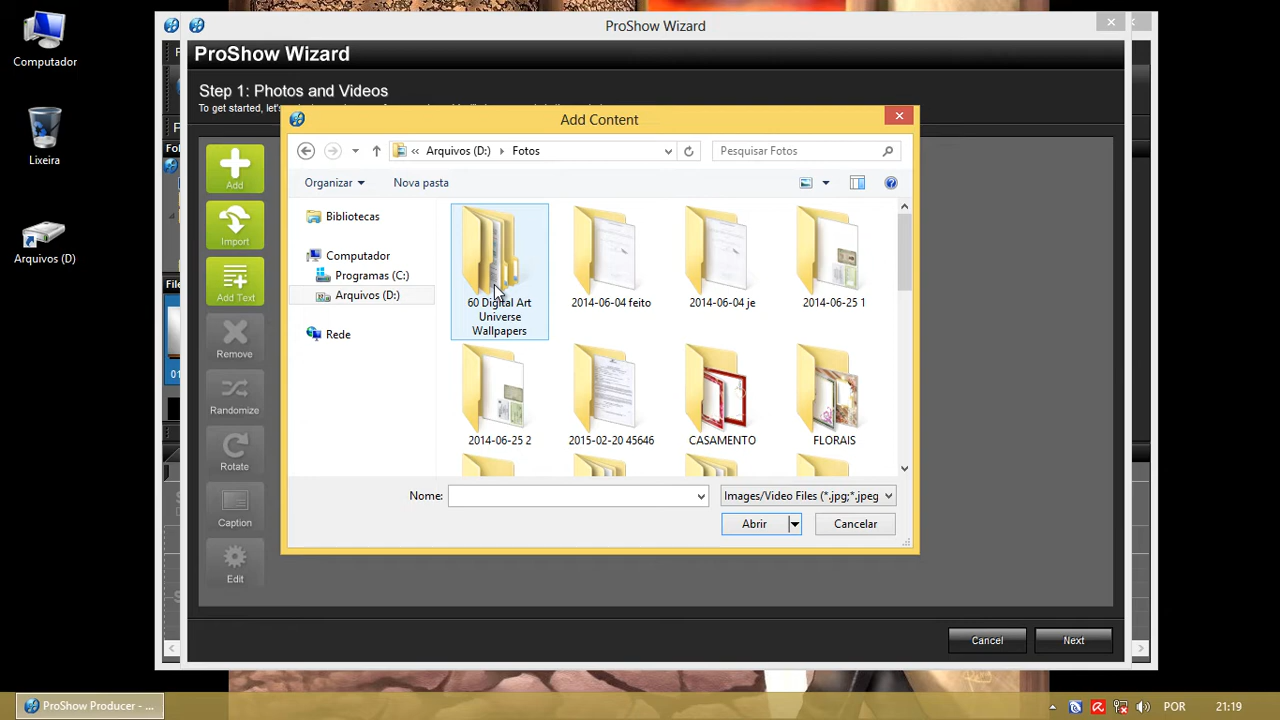 Computador
Lixeira
Arquivos (D)
ProShow Wizard
ProShow Wizard
Step 1: Photos and Videos
Add Content
Arquivos (D:)
Fotos
Pesquisar Fotos
Organizar
Nova pasta
Bibliotecas
Computador
Programas (C:)
Arquivos (D:)
Rede
60 Digital Art
Universe
Wallpapers
2014-06-04 feito
2014-06-04 je
2014-06-25 1
2014-06-25 2
2015-02-20 45646
CASAMENTO
FLORAIS
Nome:
Images/Video Files (*.jpg;*.jpeg
Abrir
Cancelar
Add
Import
Add Text
Remove
Randomize
Rotate
Caption
Edit
Cancel
Next
ProShow Producer - ...
POR
21:19